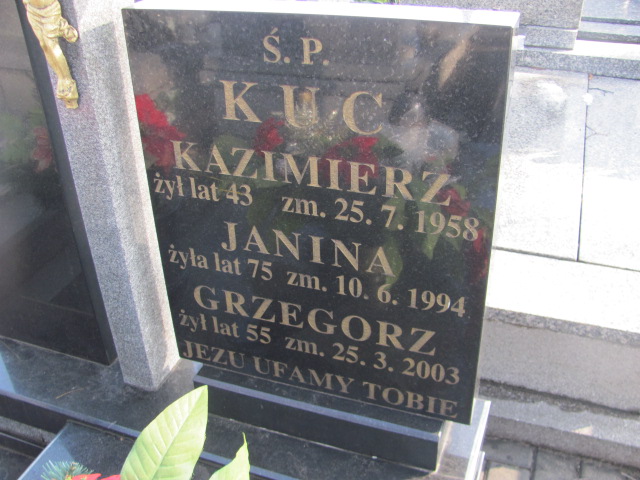 Ś. P.
KUC
KAZIMIERZ
żył lat 43 zm. 25. 7. 1958
JANINA
żyła lat 75 zm. 10. 6. 1994
GRZEGORZ
żył lat 55 zm. 25. 3. 2003
JEZU UFAMY TOBIE